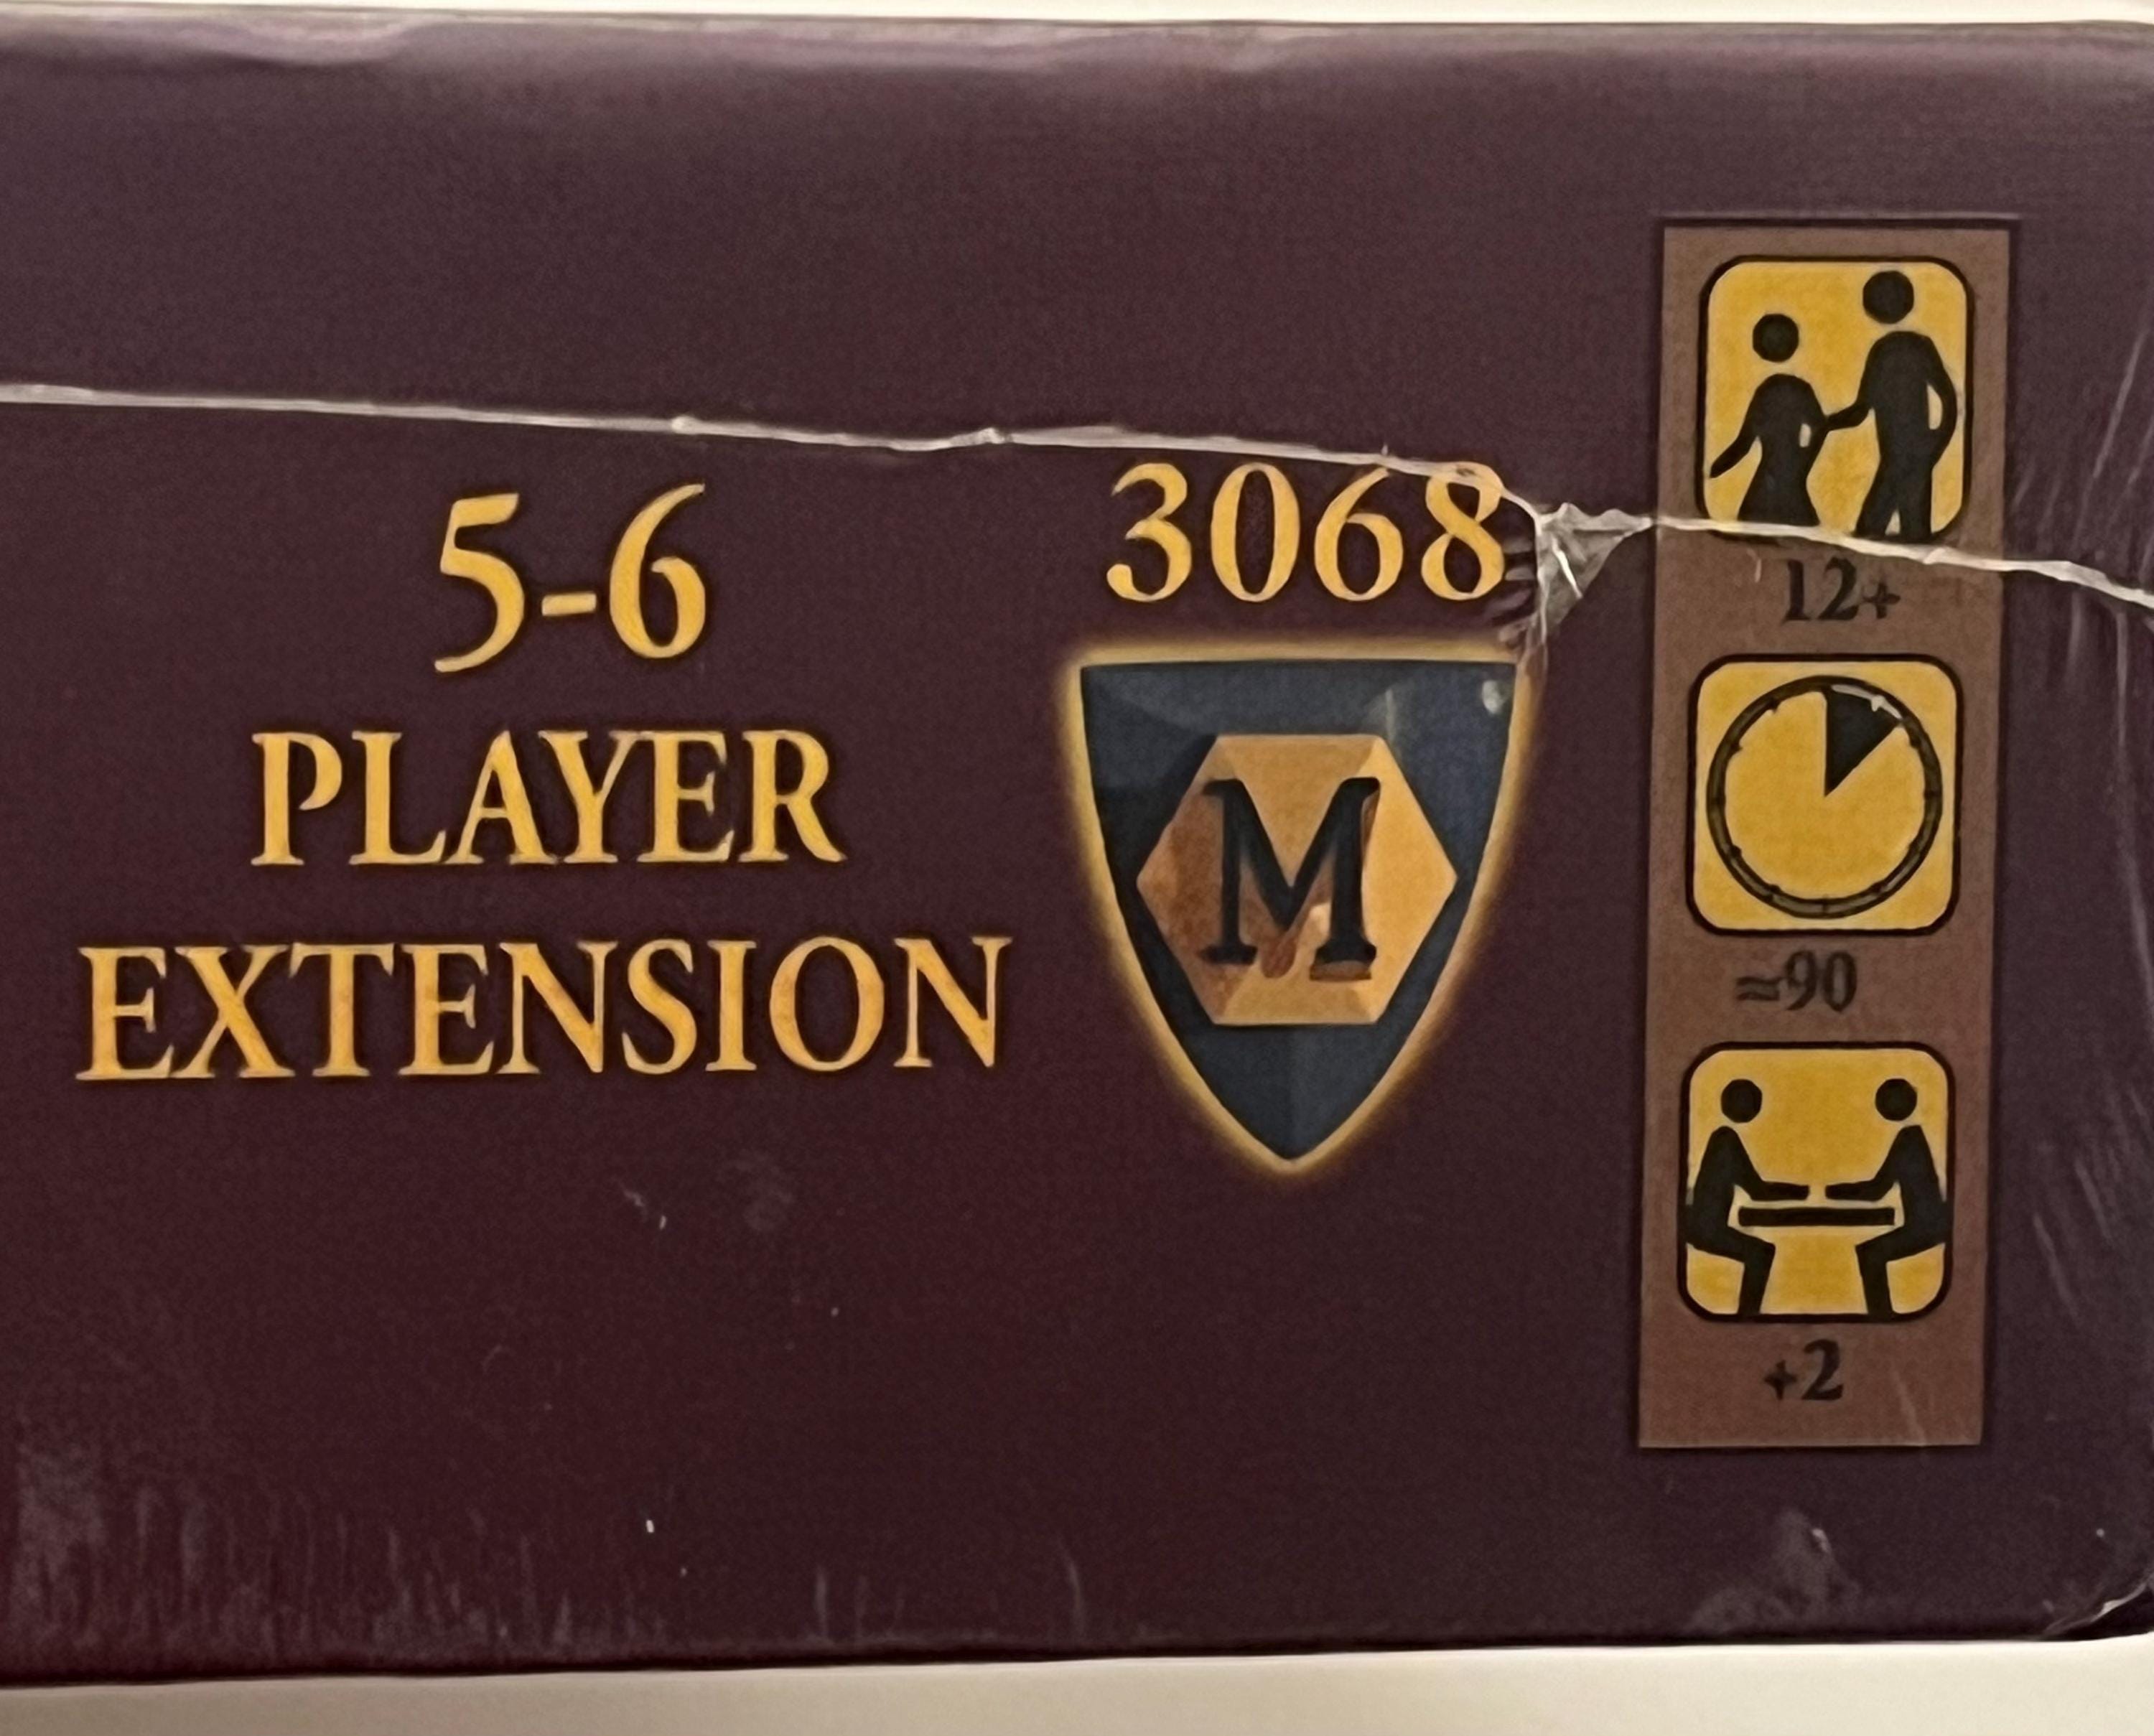 5-6
PLAYER
EXTENSION
3068
M
12+
≈90
+2